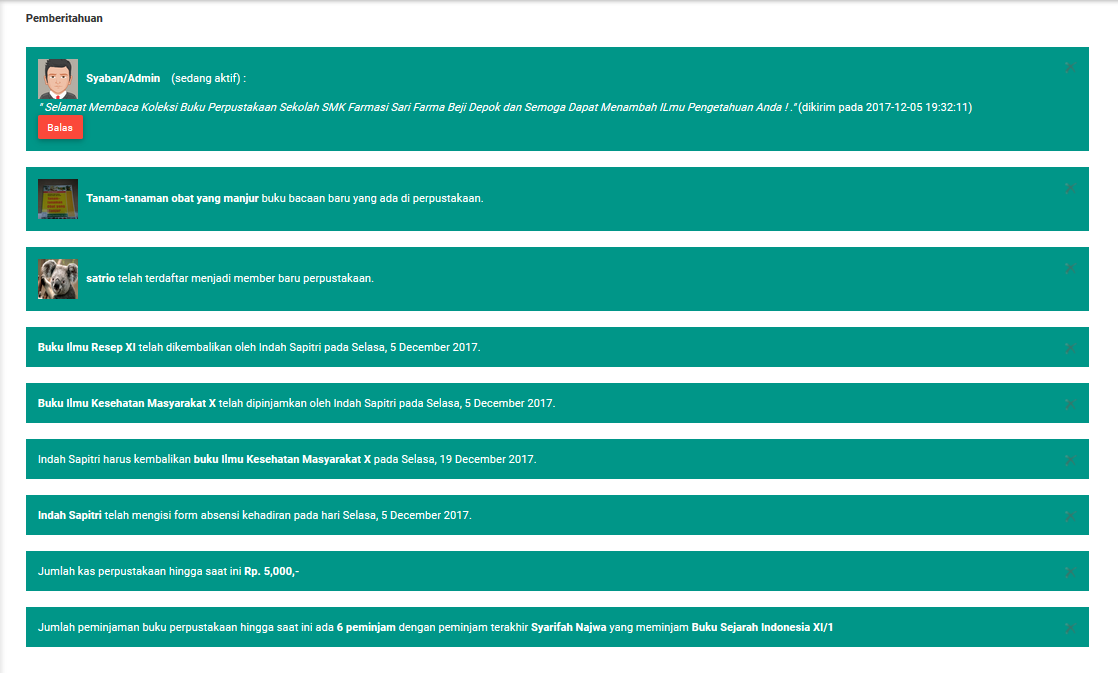 Pemberitahuan
Syaban/Admin (sedang aktif) :
" Selamat Membaca Koleksi Buku Perpustakaan Sekolah SMK Farmasi Sari Farma Beji Depok dan Semoga Dapat Menambah ILmu Pengetahuan Anda ! ." (dikirim pada 2017-12-05 19:32:11)
Balas
Tanam-tanaman obat yang manjur buku bacaan baru yang ada di perpustakaan.
satrio telah terdaftar menjadi member baru perpustakaan.
Buku Ilmu Resep XI telah dikembalikan oleh Indah Sapitri pada Selasa, 5 December 2017.
Buku Ilmu Kesehatan Masyarakat X telah dipinjamkan oleh Indah Sapitri pada Selasa, 5 December 2017.
Indah Sapitri harus kembalikan buku Ilmu Kesehatan Masyarakat X pada Selasa, 19 December 2017.
Indah Sapitri telah mengisi form absensi kehadiran pada hari Selasa, 5 December 2017.
Jumlah kas perpustakaan hingga saat ini Rp. 5,000,-
Jumlah peminjaman buku perpustakaan hingga saat ini ada 6 peminjam dengan peminjam terakhir Syarifah Najwa yang meminjam Buku Sejarah Indonesia XI/1